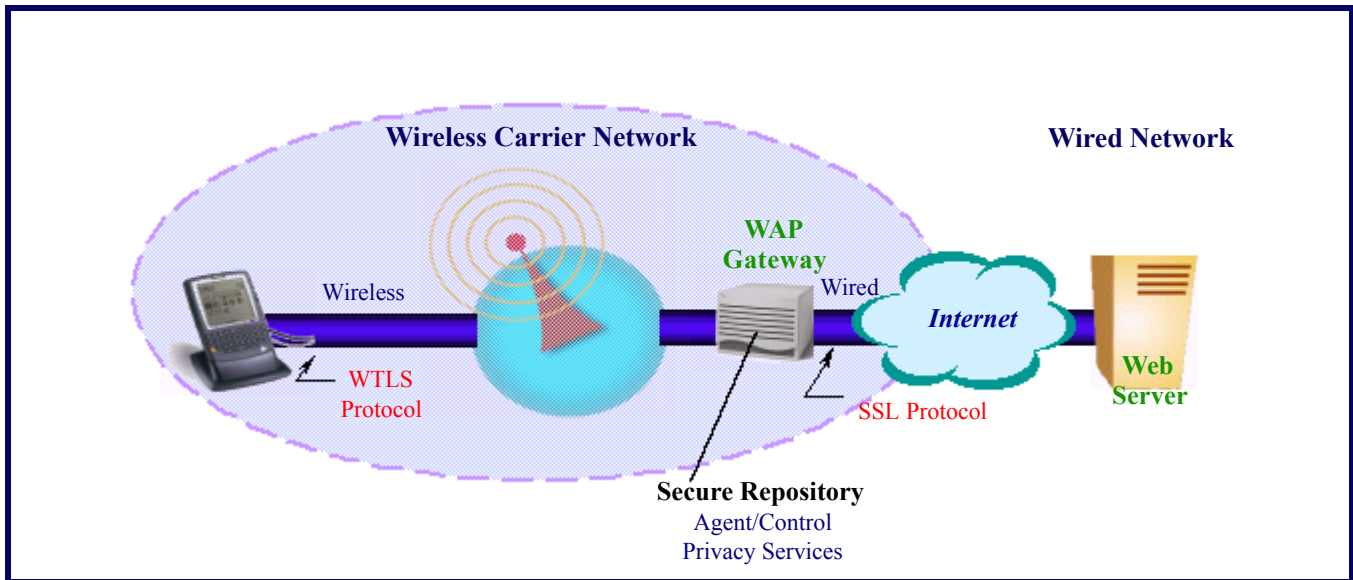 Wireless Carrier Network
Wired Network
WAP
Gateway
Wireless
Wired
Internet
WTLS
Protocol
SSL Protocol
Web
Server
Secure Repository
Agent/Control
Privacy Services